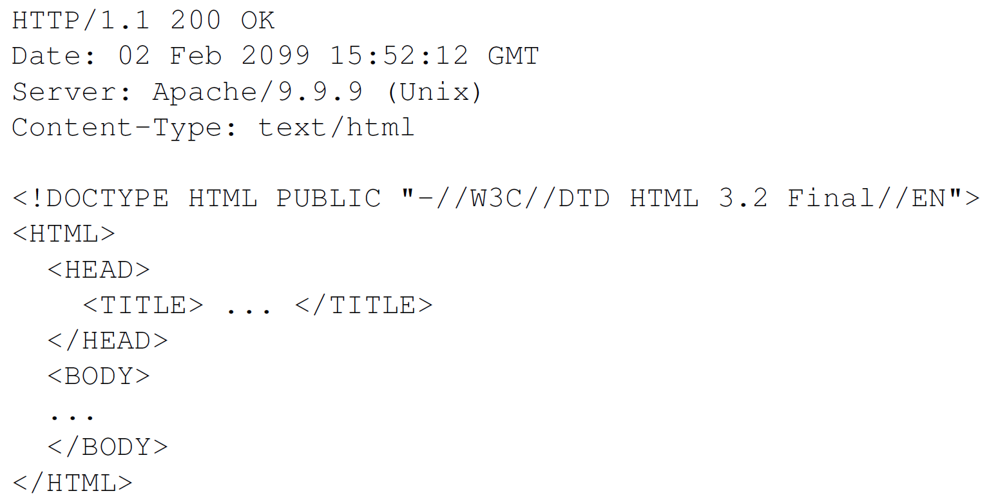 HTTP/1.1 200 OK
Date: 02 Feb 2099 15:52:12 GMT
Server: Apache/9.9.9 (Unix)
Content-Type: text/html

<!DOCTYPE HTML PUBLIC "-//W3C//DTD HTML 3.2 Final//EN">
<HTML>
  <HEAD>
    <TITLE> ... </TITLE>
  </HEAD>
  <BODY>
  ...
  </BODY>
</HTML>